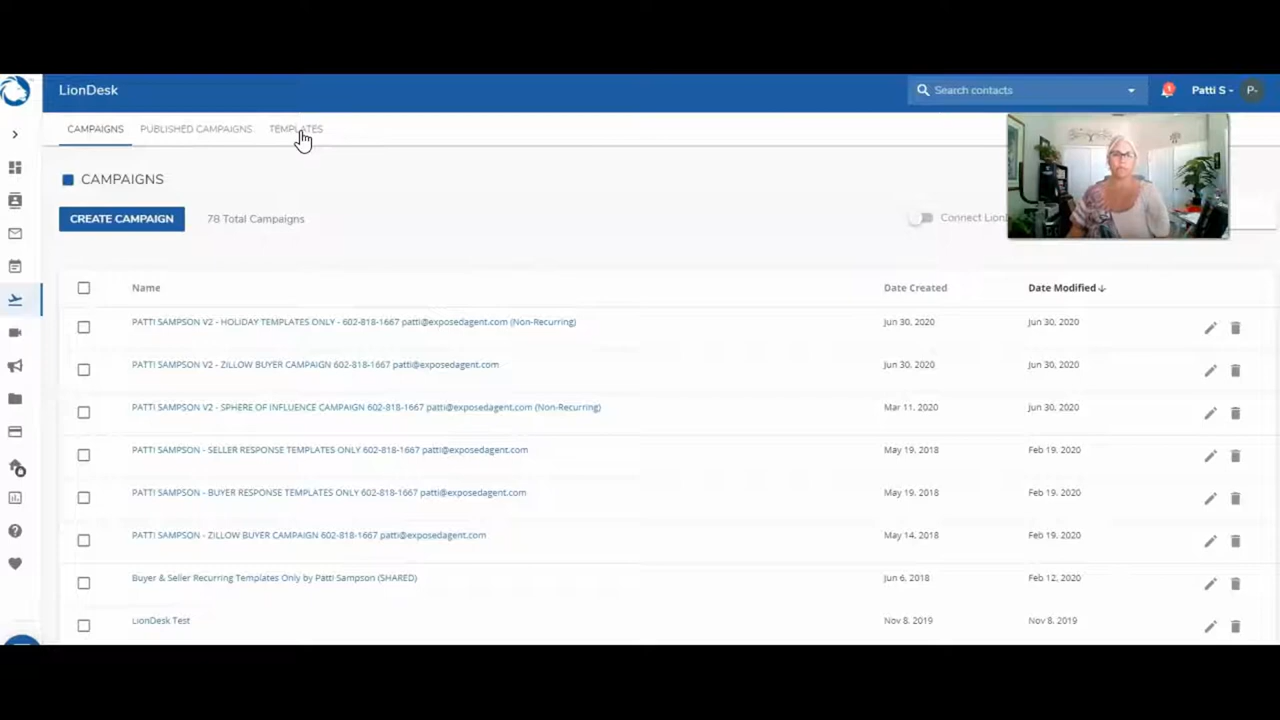 LionDesk
Search contacts
1
Patti S
P-
CAMPAIGNS
PUBLISHED CAMPAIGNS
TEMPLATES
CAMPAIGNS
CREATE CAMPAIGN
78 Total Campaigns
Connect Lion
Name
Date Created
Date Modified
PATTI SAMPSON V2 - HOLIDAY TEMPLATES ONLY - 602-818-1667 patti@exposedagent.com (Non-Recurring)
Jun 30, 2020
Jun 30, 2020
PATTI SAMPSON V2 - ZILLOW BUYER CAMPAIGN 602-818-1667 patti@exposedagent.com
Jun 30, 2020
Jun 30, 2020
PATTI SAMPSON V2 - SPHERE OF INFLUENCE CAMPAIGN 602-818-1667 patti@exposedagent.com (Non-Recurring)
Mar 11, 2020
Jun 30, 2020
PATTI SAMPSON - SELLER RESPONSE TEMPLATES ONLY 602-818-1667 patti@exposedagent.com
May 19, 2018
Feb 19, 2020
PATTI SAMPSON - BUYER RESPONSE TEMPLATES ONLY 602-818-1667 patti@exposedagent.com
May 19, 2018
Feb 19, 2020
PATTI SAMPSON - ZILLOW BUYER CAMPAIGN 602-818-1667 patti@exposedagent.com
May 14, 2018
Feb 19, 2020
Buyer & Seller Recurring Templates Only by Patti Sampson (SHARED)
Jun 6, 2018
Feb 12, 2020
LionDesk Test
Nov 8, 2019
Nov 8, 2019